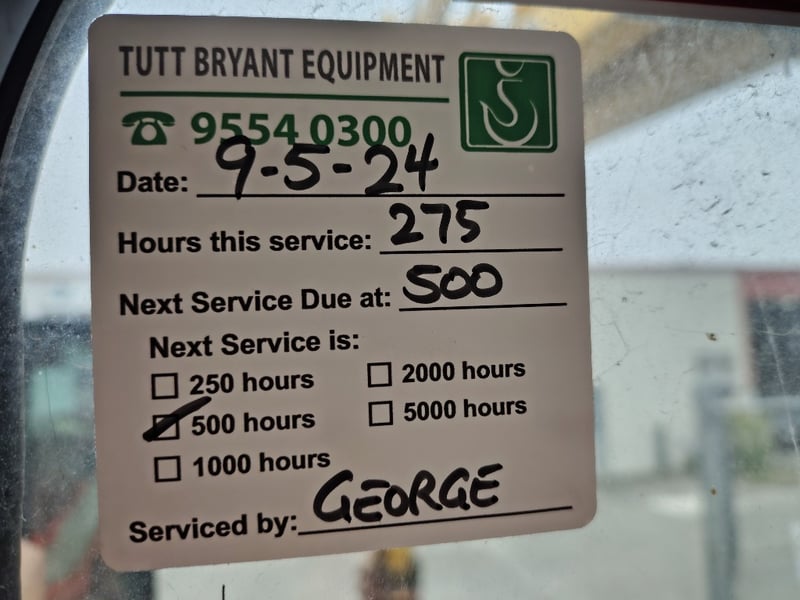 TUTT BRYANT EQUIPMENT
☎ 9554 0300
Date: 9-5-24
Hours this service: 275
Next Service Due at: 500
Next Service is:
☐ 250 hours ☐ 2000 hours
☑ 500 hours ☐ 5000 hours
☐ 1000 hours
Serviced by: GEORGE